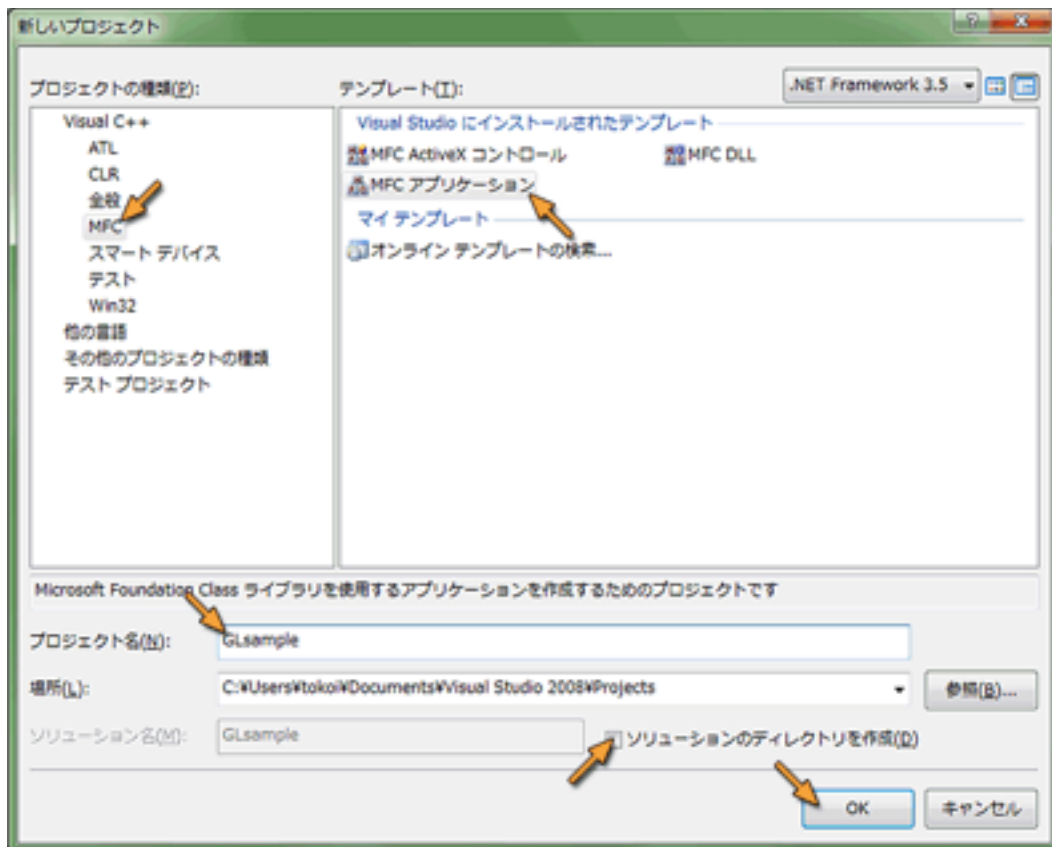 新しいプロジェクト
プロジェクトの種類(P):
テンプレート(T):
.NET Framework 3.5
Visual C++
ATL
CLR
全般
MFC
スマート デバイス
テスト
Win32
他の言語
その他のプロジェクトの種類
テスト プロジェクト
Visual Studio にインストールされたテンプレート
MFC ActiveX コントロール
MFC DLL
MFC アプリケーション
マイ テンプレート
オンライン テンプレートの検索...
Microsoft Foundation Class ライブラリを使用するアプリケーションを作成するためのプロジェクトです
プロジェクト名(N):
GLsample
場所(L):
C:¥Users¥tokoi¥Documents¥Visual Studio 2008¥Projects
参照(B)...
ソリューション名(M):
GLsample
ソリューションのディレクトリを作成(D)
OK
キャンセル